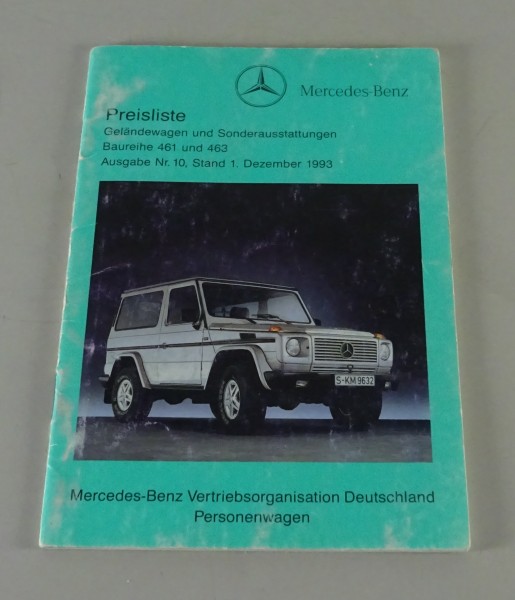 Mercedes-Benz
Preisliste
Geländewagen und Sonderausstattungen
Baureihe 461 und 463
Ausgabe Nr. 10, Stand 1. Dezember 1993
S-KM 9632
Mercedes-Benz Vertriebsorganisation Deutschland
Personenwagen